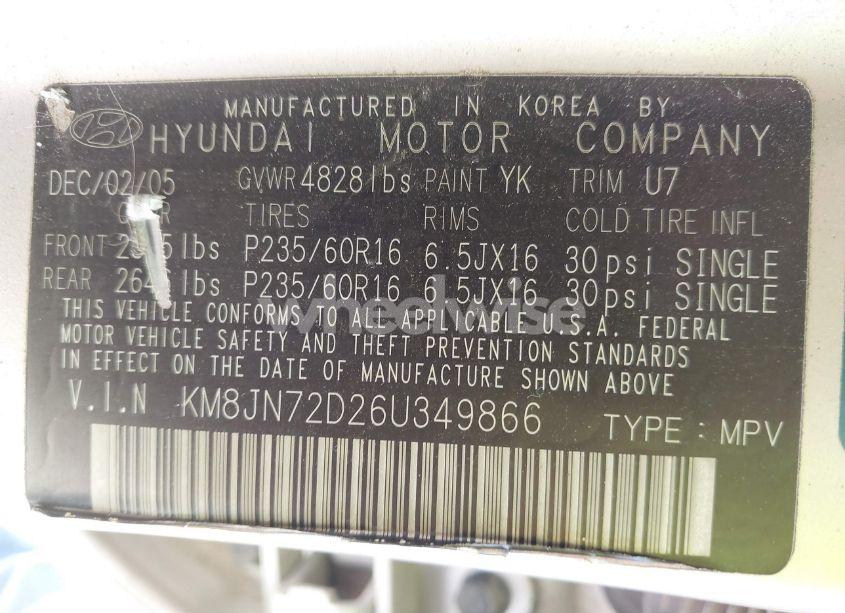 MANUFACTURED IN KOREA BY
HYUNDAI MOTOR COMPANY
DEC/02/05 GVWR 4828lbs PAINT YK TRIM U7
TIRES RIMS COLD TIRE INFL
FRONT lbs P235/60R16 6.5JX16 30psi SINGLE
REAR lbs P235/60R16 6.5JX16 30psi SINGLE
THIS VEHICLE CONFORMS TO ALL APPLICABLE U.S.A. FEDERAL
MOTOR VEHICLE SAFETY AND THEFT PREVENTION STANDARDS
IN EFFECT ON THE DATE OF MANUFACTURE SHOWN ABOVE
V.I.N KM8JN72D26U349866 TYPE : MPV
wheelwise